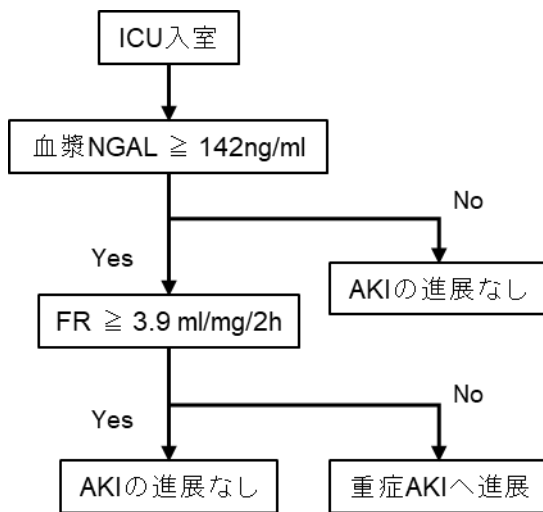 ICU入室
血漿NGAL ≧ 142ng/ml
No
Yes
AKIの進展なし
FR ≧ 3.9 ml/mg/2h
No
Yes
AKIの進展なし
重症AKIへ進展